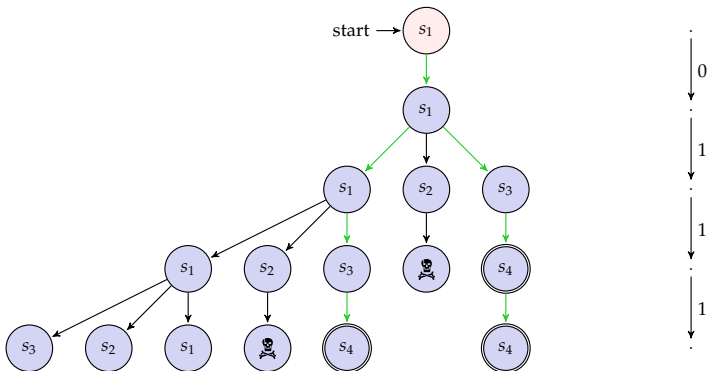 start s₁
0
s₁
1
s₁ s₂ s₃
1
s₁ s₂ s₃ s₄
1
s₃ s₂ s₁ s₄ s₄